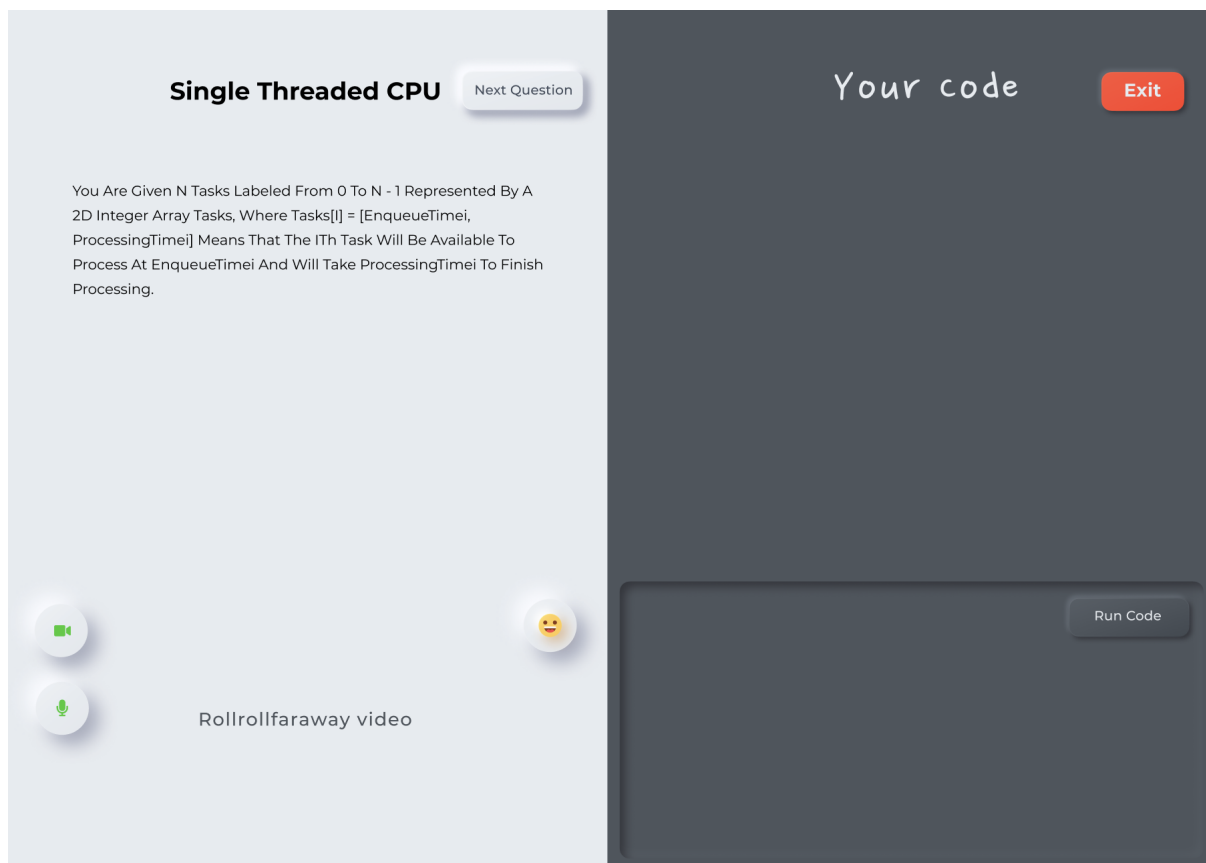 Single Threaded CPU
Next Question
You Are Given N Tasks Labeled From 0 To N - 1 Represented By A
2D Integer Array Tasks, Where Tasks[I] = [EnqueueTimei,
ProcessingTimei] Means That The ITh Task Will Be Available To
Process At EnqueueTimei And Will Take ProcessingTimei To Finish
Processing.
Rollrollfaraway video
Your code
Exit
Run Code